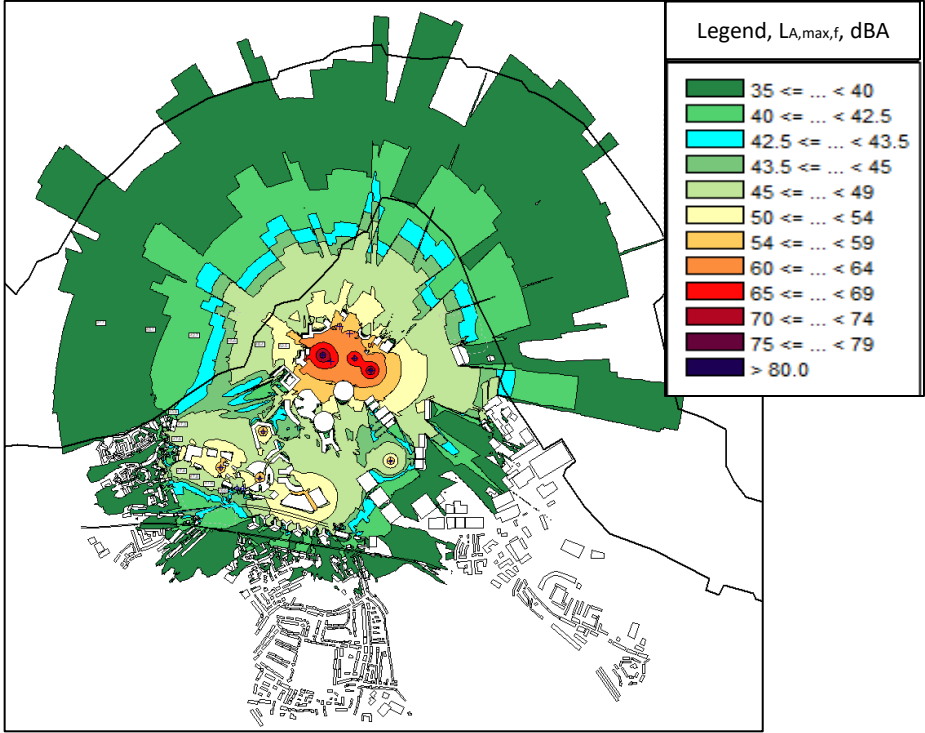 Legend, LA,max,f, dBA
35 <= ... < 40
40 <= ... < 42.5
42.5 <= ... < 43.5
43.5 <= ... < 45
45 <= ... < 49
50 <= ... < 54
54 <= ... < 59
60 <= ... < 64
65 <= ... < 69
70 <= ... < 74
75 <= ... < 79
> 80.0